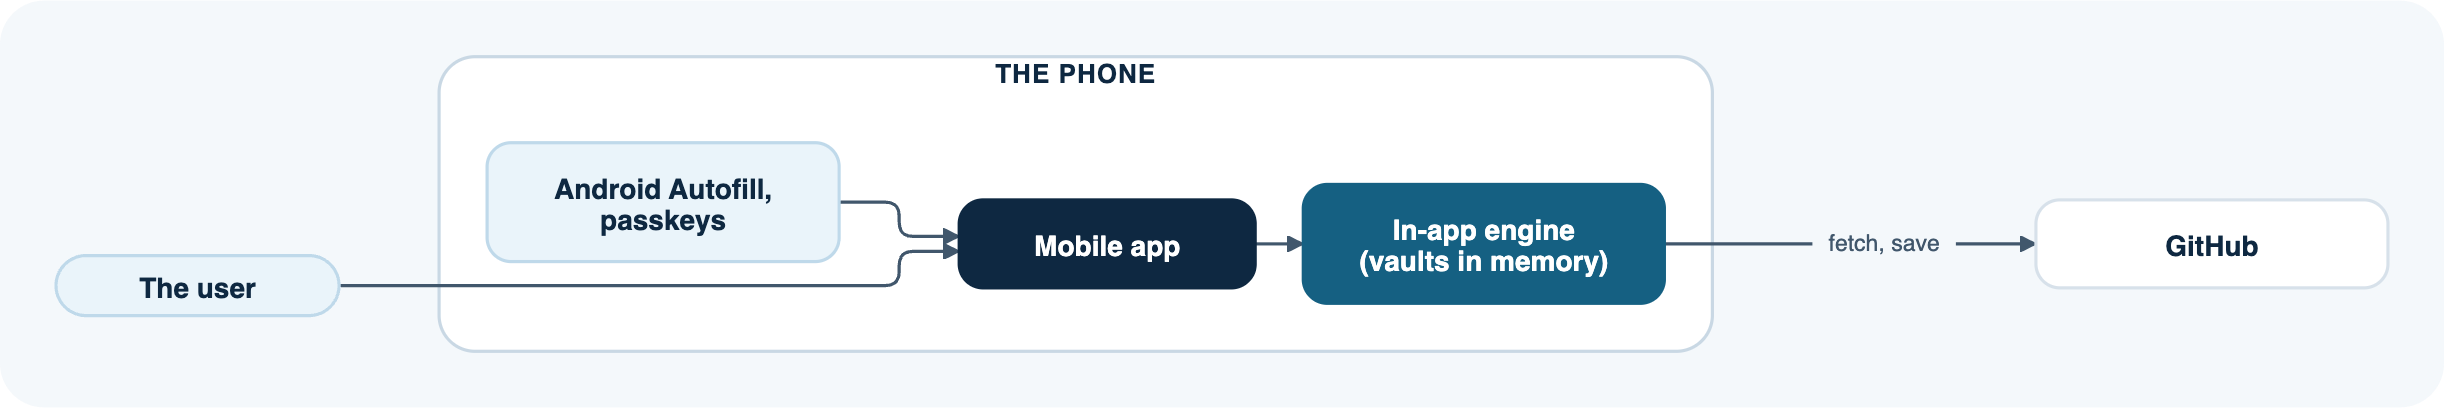 THE PHONE
Android Autofill,
passkeys
The user
Mobile app
In-app engine
(vaults in memory)
fetch, save
GitHub